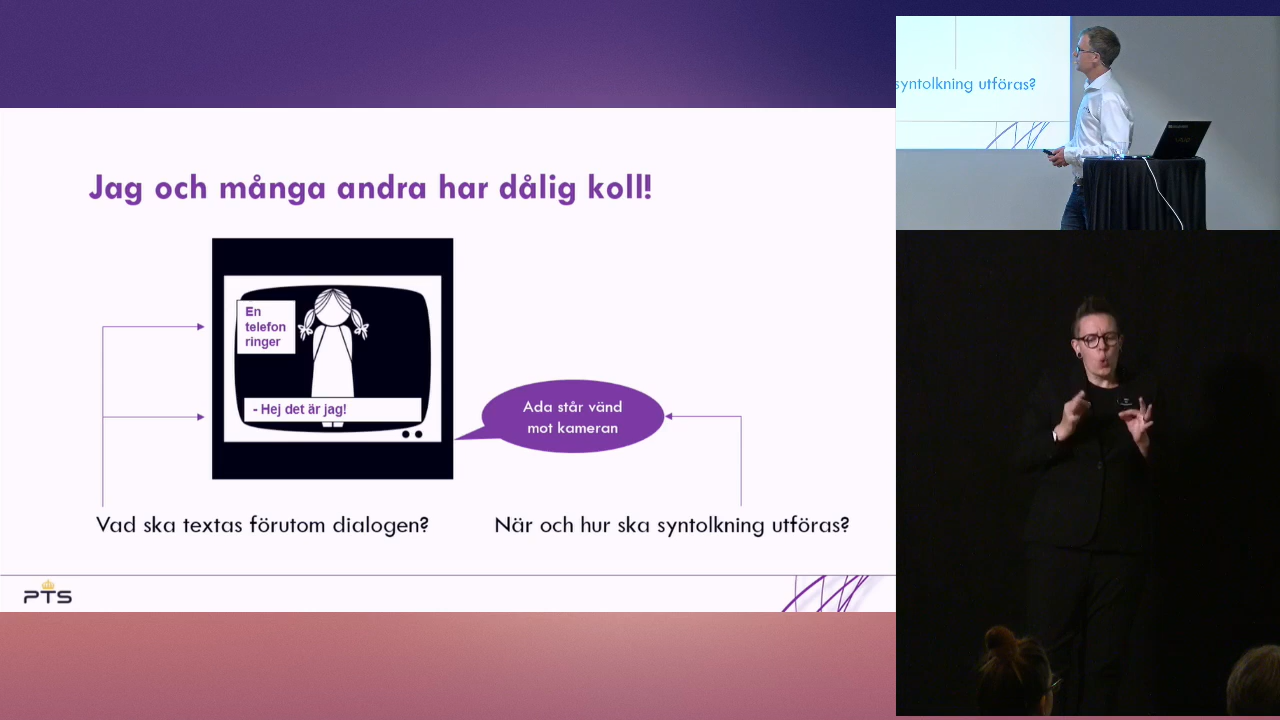 Jag och många andra har dålig koll!
En
telefon
ringer
- Hej det är jag!
Ada står vänd
mot kameran
Vad ska textas förutom dialogen?
När och hur ska syntolkning utföras?
PTS
syntolkning utföras?